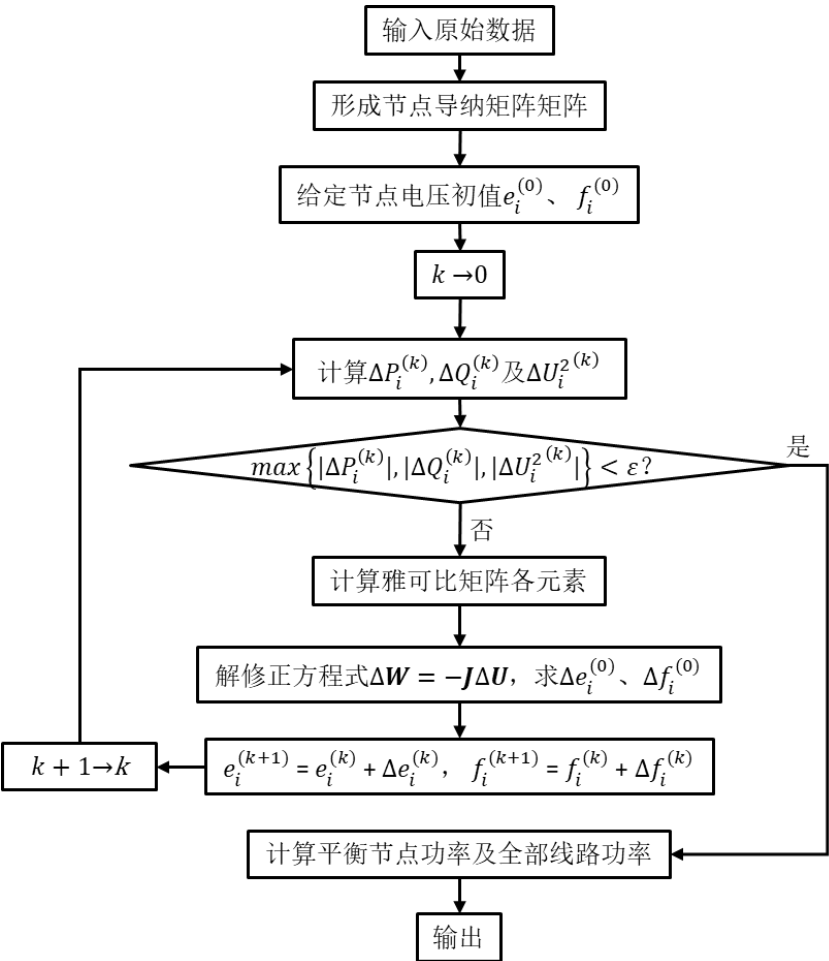 输入原始数据
形成节点导纳矩阵矩阵
给定节点电压初值e_i^{(0)}、 f_i^{(0)}
k→0
计算ΔP_i^{(k)},ΔQ_i^{(k)}及ΔU_i^{2(k)}
是
max{|ΔP_i^{(k)}|,|ΔQ_i^{(k)}|,|ΔU_i^{2(k)}|}<ε?
否
计算雅可比矩阵各元素
解修正方程式ΔW=−JΔU，求Δe_i^{(0)}、Δf_i^{(0)}
k+1→k
e_i^{(k+1)}=e_i^{(k)}+Δe_i^{(k)}, f_i^{(k+1)}=f_i^{(k)}+Δf_i^{(k)}
计算平衡节点功率及全部线路功率
输出